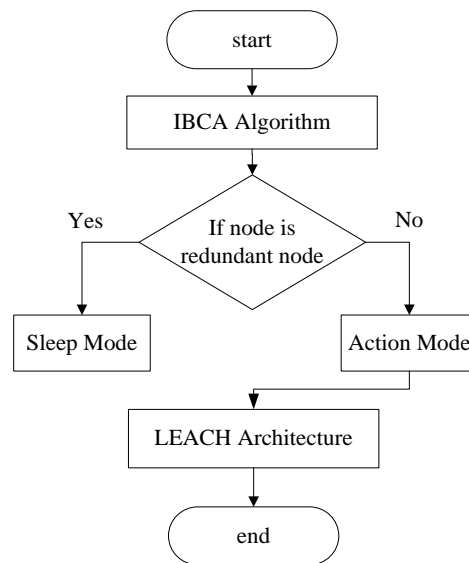 start
IBCA Algorithm
Yes
No
If node is
redundant node
Sleep Mode
Action Mode
LEACH Architecture
end